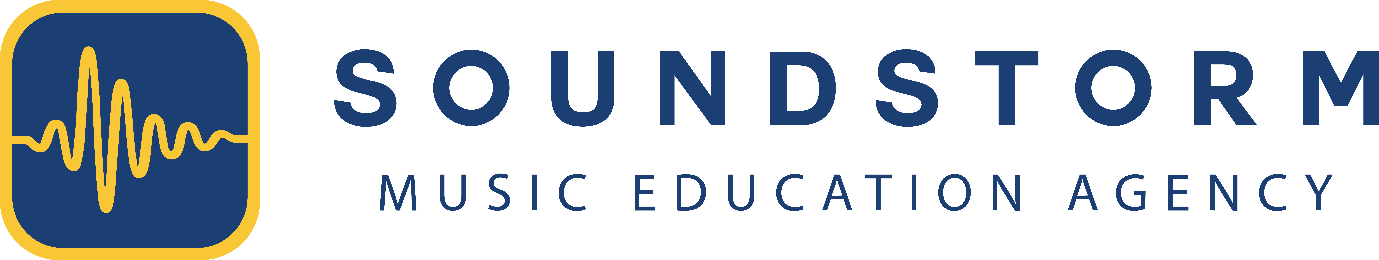 SOUNDSTORM
MUSIC EDUCATION AGENCY